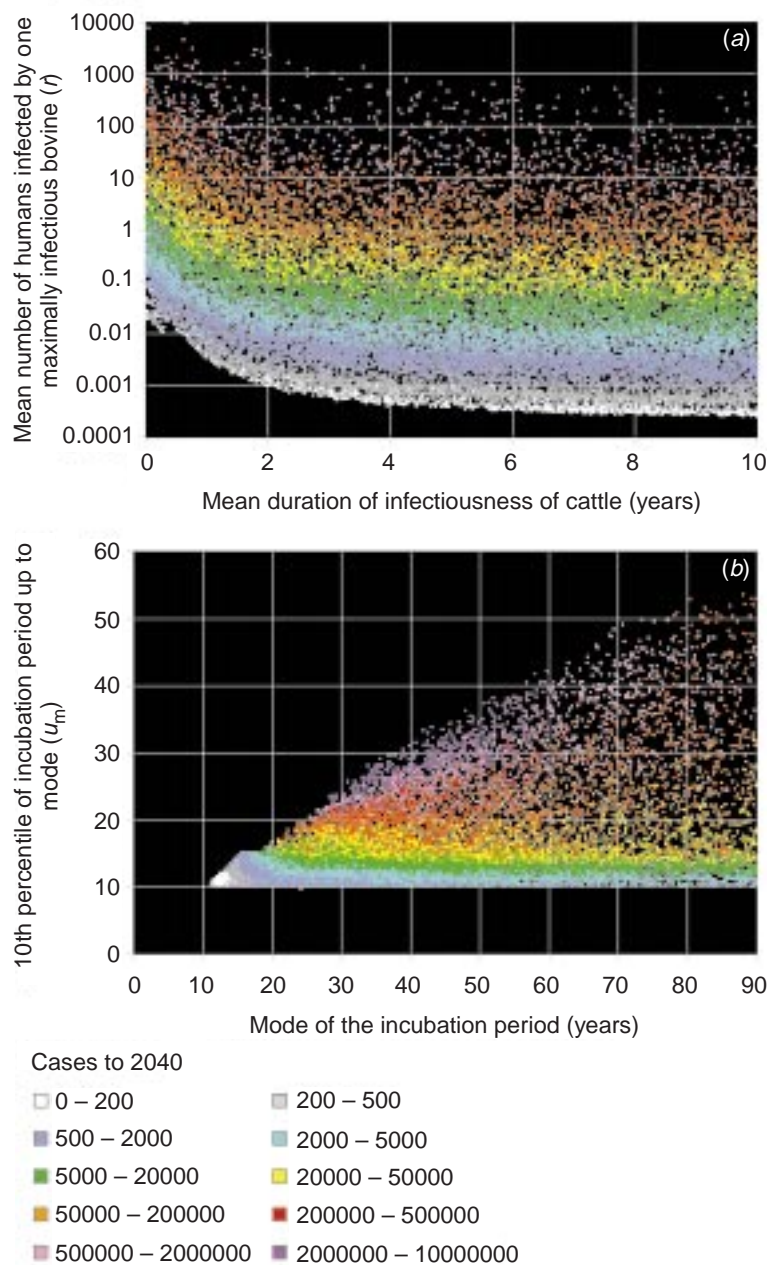 Mean number of humans infected by one
maximally infectious bovine (r)
10000
1000
100
10
1
0.1
0.01
0.001
0.0001
(a)
0 2 4 6 8 10
Mean duration of infectiousness of cattle (years)
10th percentile of incubation period up to
mode (um)
60
50
40
30
20
10
0
(b)
0 10 20 30 40 50 60 70 80 90
Mode of the incubation period (years)
Cases to 2040
0 – 200
200 – 500
500 – 2000
2000 – 5000
5000 – 20000
20000 – 50000
50000 – 200000
200000 – 500000
500000 – 2000000
2000000 – 10000000